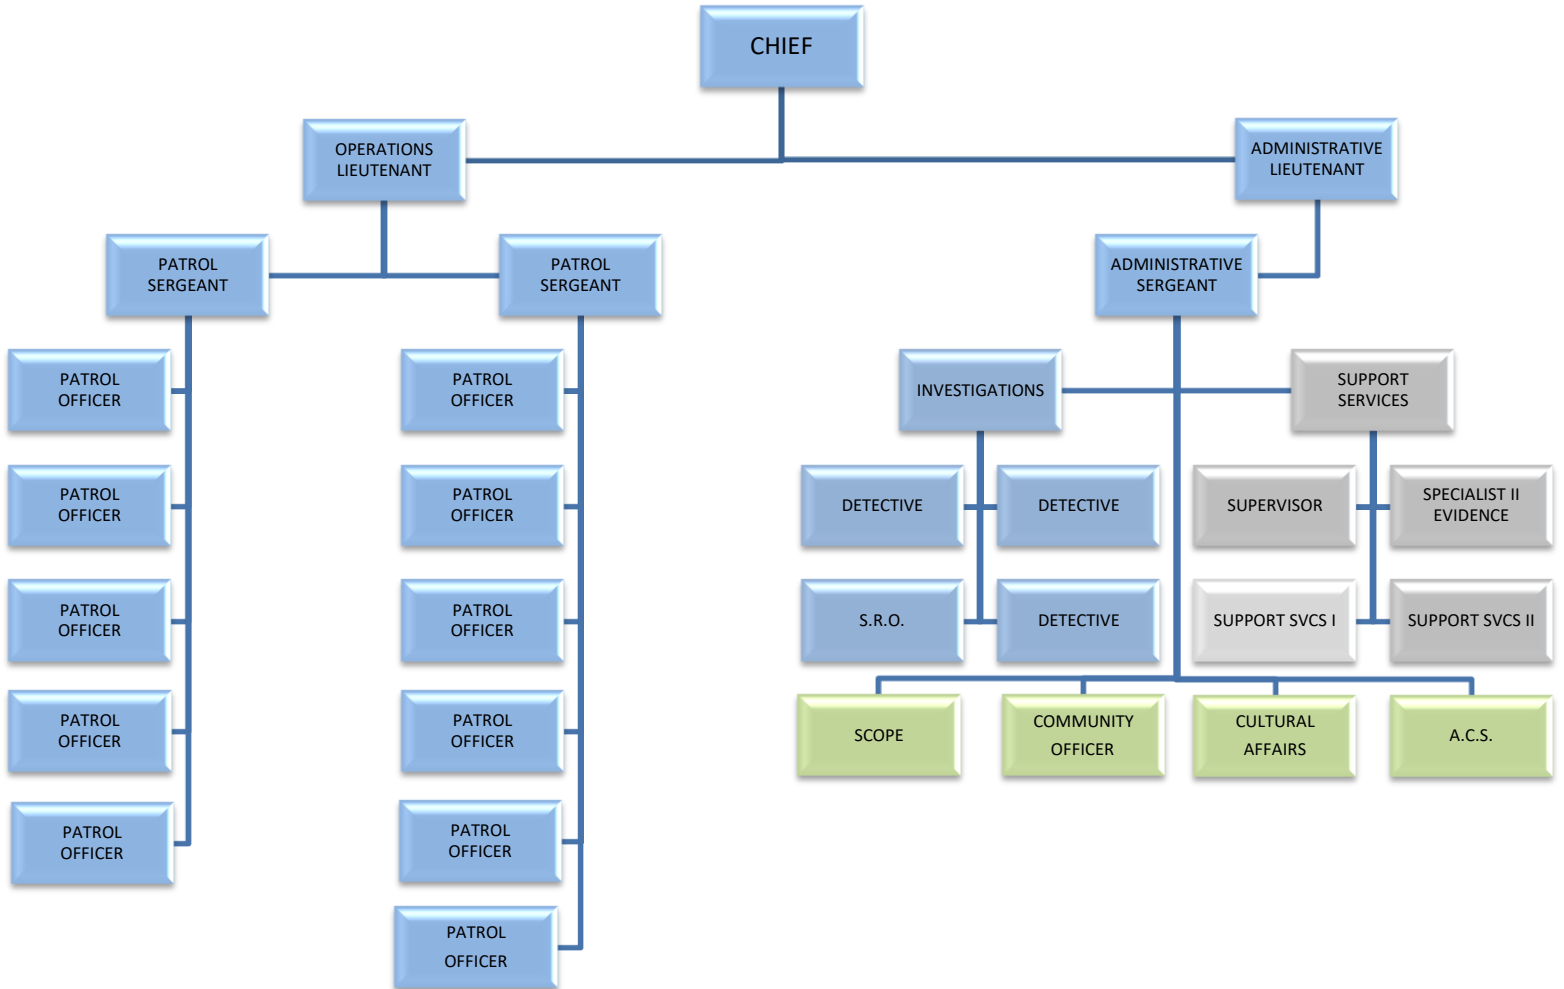 CHIEF
OPERATIONS
LIEUTENANT
ADMINISTRATIVE
LIEUTENANT
PATROL
SERGEANT
PATROL
SERGEANT
ADMINISTRATIVE
SERGEANT
PATROL
OFFICER
PATROL
OFFICER
PATROL
OFFICER
PATROL
OFFICER
PATROL
OFFICER
PATROL
OFFICER
PATROL
OFFICER
PATROL
OFFICER
PATROL
OFFICER
PATROL
OFFICER
PATROL
OFFICER
INVESTIGATIONS
SUPPORT
SERVICES
DETECTIVE
DETECTIVE
SUPERVISOR
SPECIALIST II
EVIDENCE
S.R.O.
DETECTIVE
SUPPORT SVCS I
SUPPORT SVCS II
SCOPE
COMMUNITY
OFFICER
CULTURAL
AFFAIRS
A.C.S.